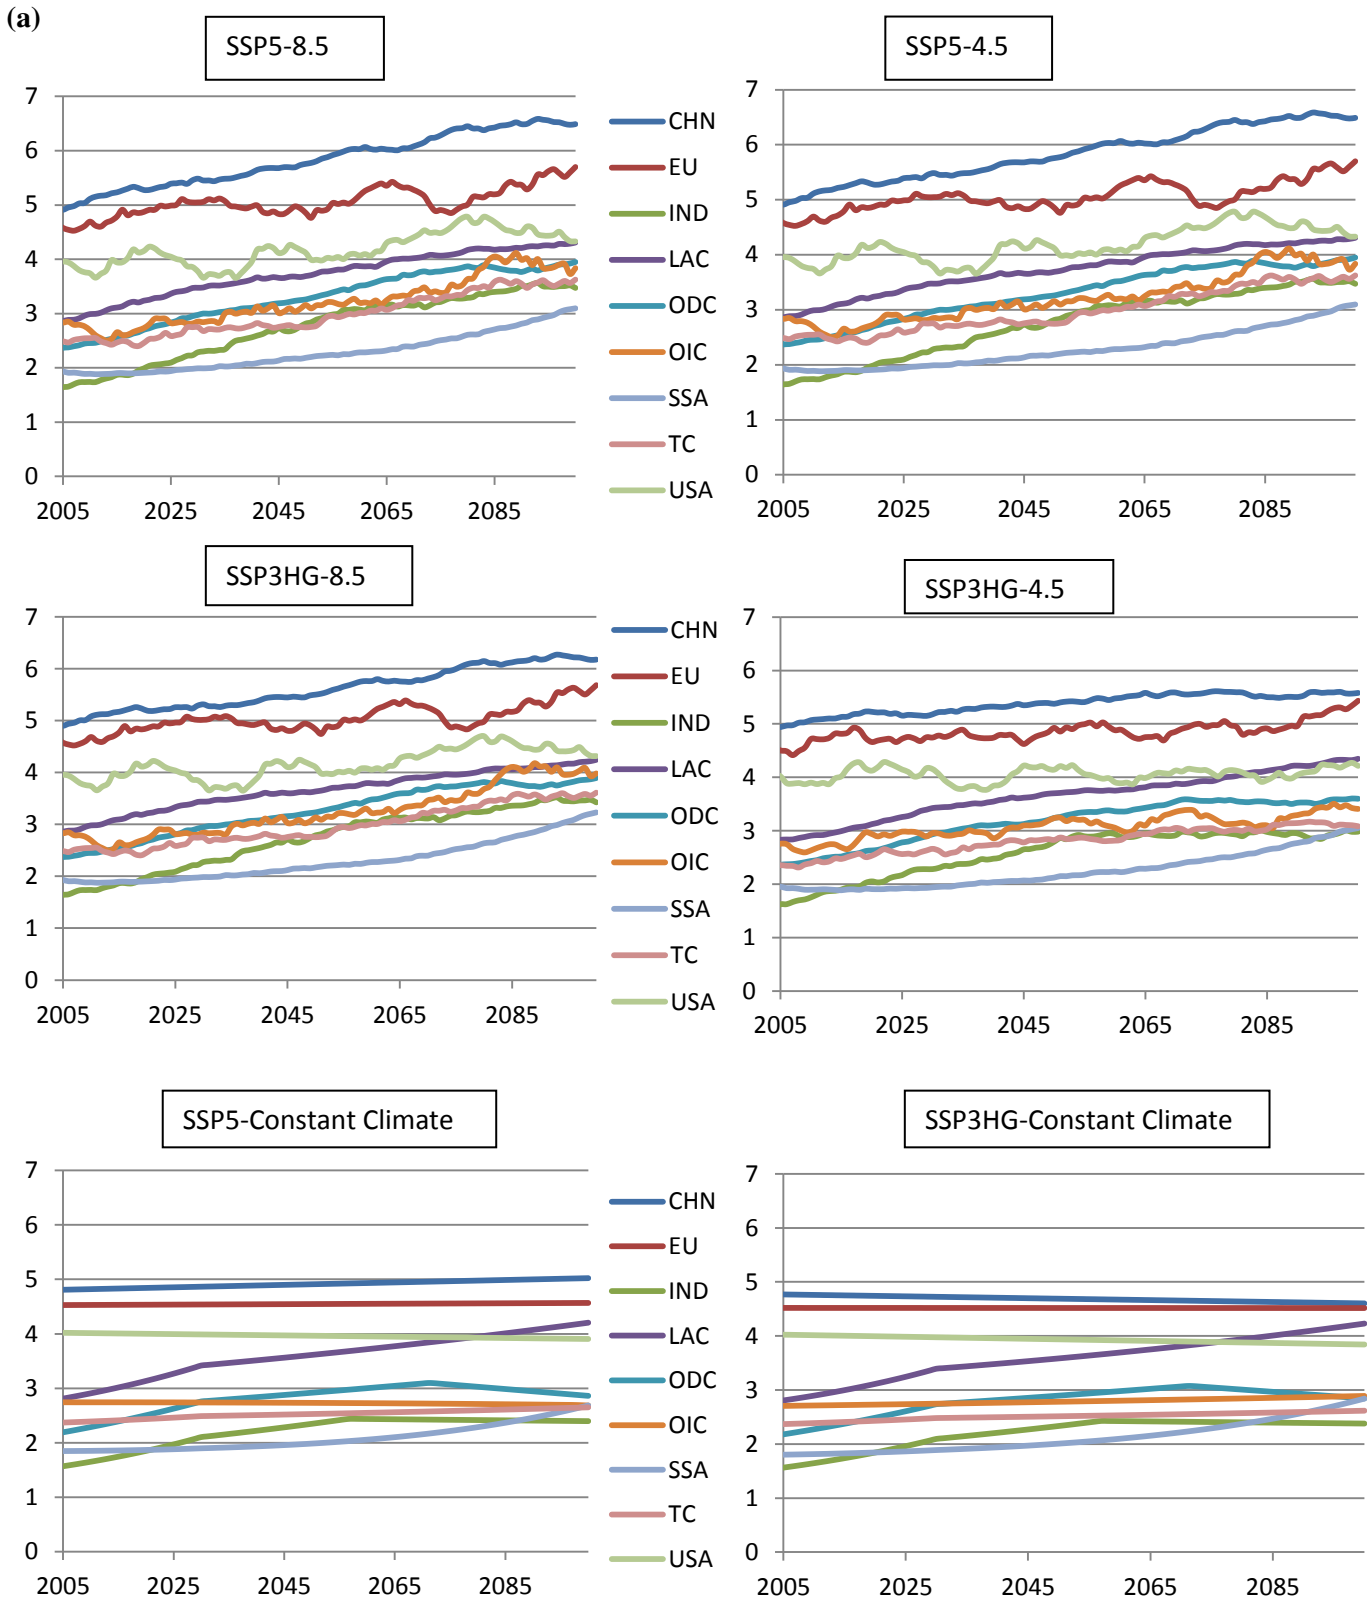 (a)
SSP5-8.5
SSP5-4.5
7
6
5
4
3
2
1
0
2005 2025 2045 2065 2085
CHN
EU
IND
LAC
ODC
OIC
SSA
TC
USA
7
6
5
4
3
2
1
0
2005 2025 2045 2065 2085
SSP3HG-8.5
SSP3HG-4.5
7
6
5
4
3
2
1
0
2005 2025 2045 2065 2085
CHN
EU
IND
LAC
ODC
OIC
SSA
TC
USA
7
6
5
4
3
2
1
0
2005 2025 2045 2065 2085
SSP5-Constant Climate
SSP3HG-Constant Climate
7
6
5
4
3
2
1
0
2005 2025 2045 2065 2085
CHN
EU
IND
LAC
ODC
OIC
SSA
TC
USA
7
6
5
4
3
2
1
0
2005 2025 2045 2065 2085